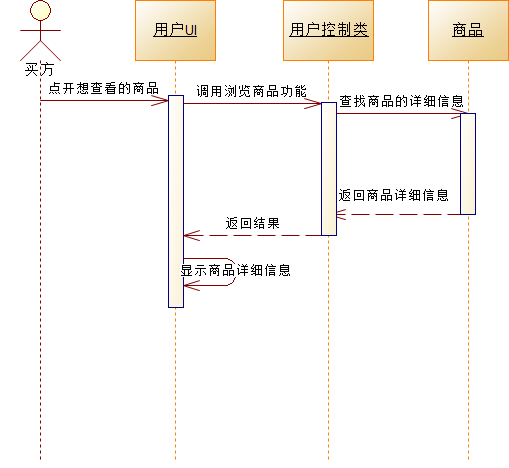 用户UI
用户控制类
商品
买方
点开想查看的商品
调用浏览商品功能
查找商品的详细信息
返回商品详细信息
返回结果
显示商品详细信息